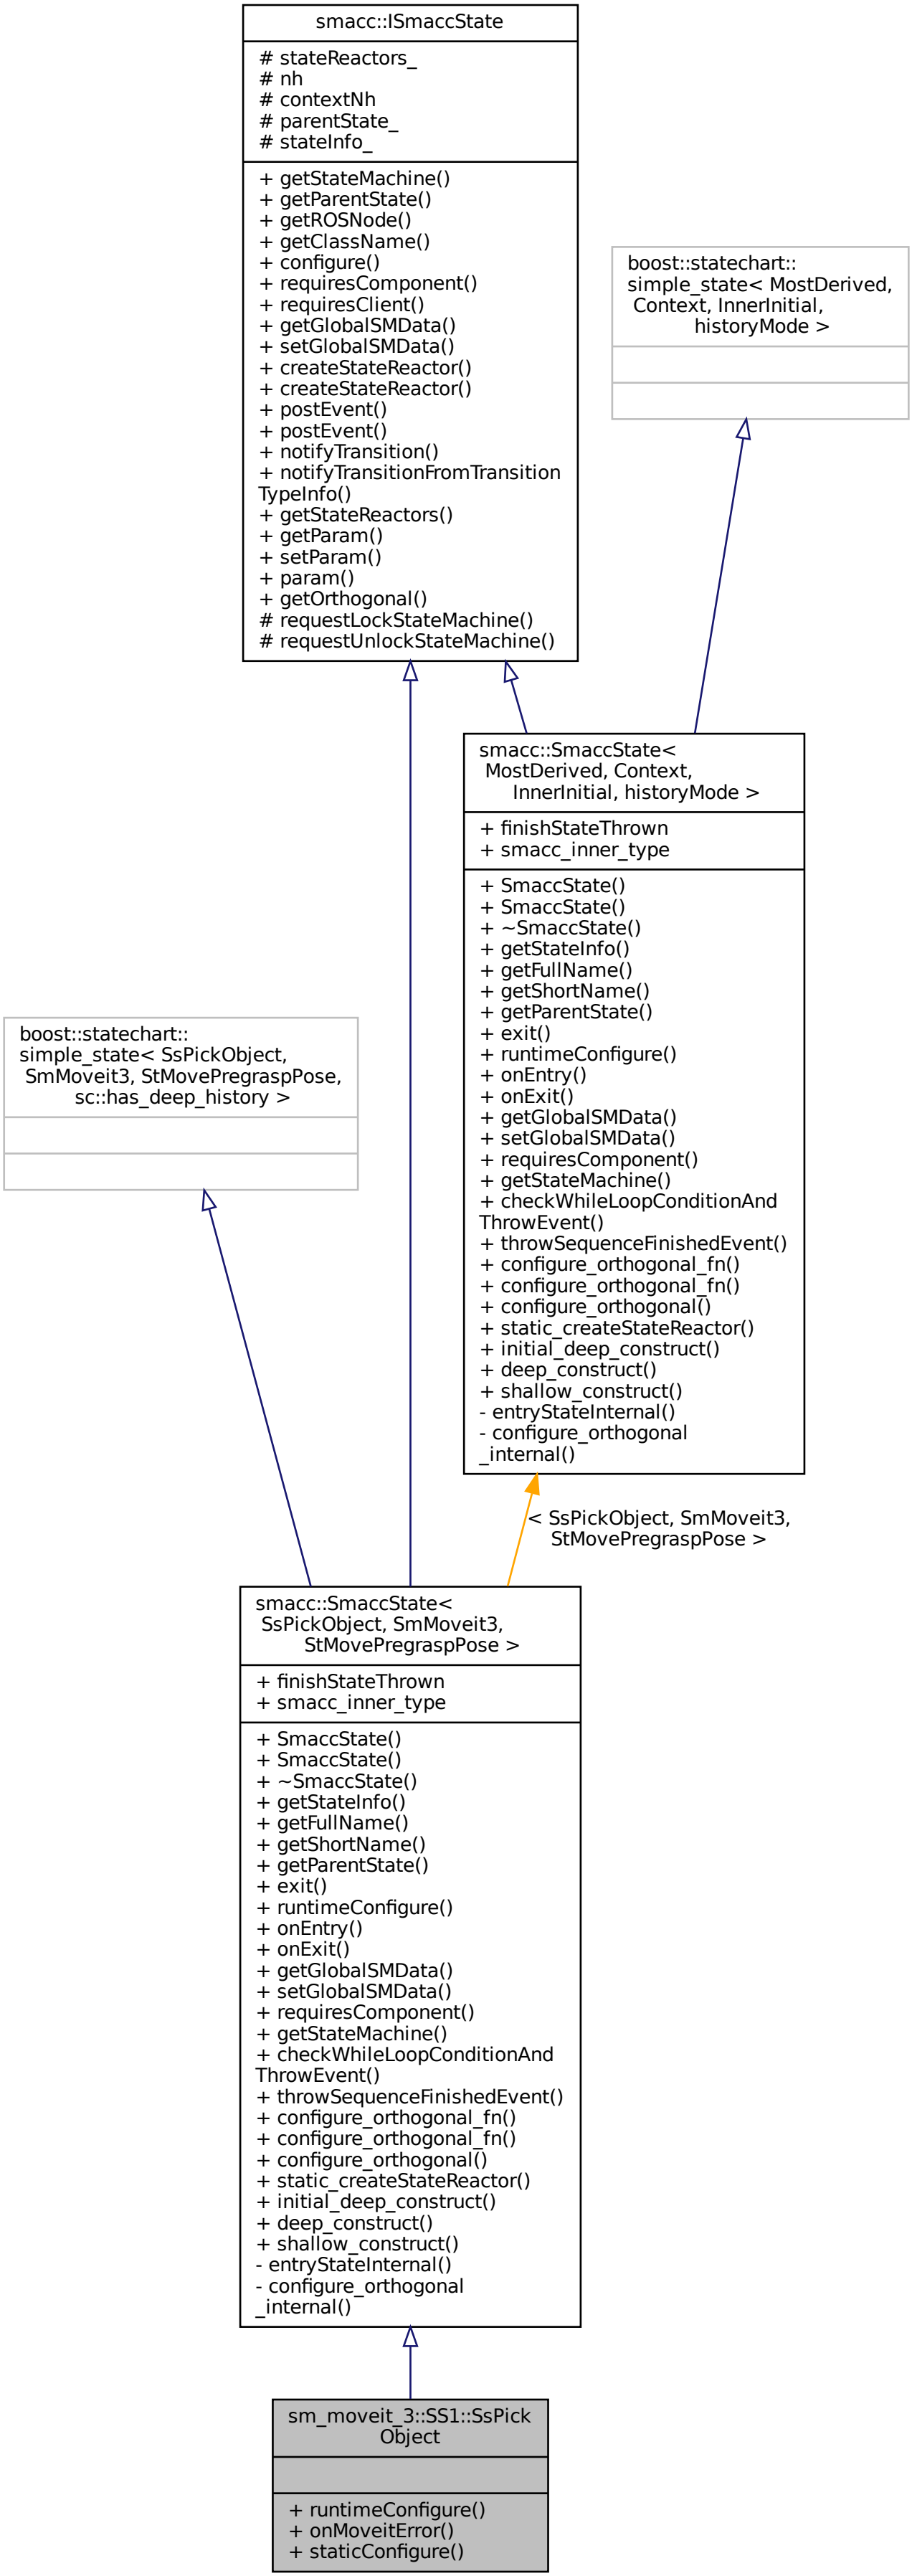 smacc::ISmaccState
# stateReactors_
# nh
# contextNh
# parentState_
# stateInfo_
+ getStateMachine()
+ getParentState()
+ getROSNode()
+ getClassName()
+ configure()
+ requiresComponent()
+ requiresClient()
+ getGlobalSMData()
+ setGlobalSMData()
+ createStateReactor()
+ createStateReactor()
+ postEvent()
+ postEvent()
+ notifyTransition()
+ notifyTransitionFromTransition
TypeInfo()
+ getStateReactors()
+ getParam()
+ setParam()
+ param()
+ getOrthogonal()
# requestLockStateMachine()
# requestUnlockStateMachine()
boost::statechart::
simple_state< MostDerived,
Context, InnerInitial,
historyMode >
smacc::SmaccState<
MostDerived, Context,
InnerInitial, historyMode >
+ finishStateThrown
+ smacc_inner_type
+ SmaccState()
+ SmaccState()
+ ~SmaccState()
+ getStateInfo()
+ getFullName()
+ getShortName()
+ getParentState()
+ exit()
+ runtimeConfigure()
+ onEntry()
+ onExit()
+ getGlobalSMData()
+ setGlobalSMData()
+ requiresComponent()
+ getStateMachine()
+ checkWhileLoopConditionAnd
ThrowEvent()
+ throwSequenceFinishedEvent()
+ configure_orthogonal_fn()
+ configure_orthogonal_fn()
+ configure_orthogonal()
+ static_createStateReactor()
+ initial_deep_construct()
+ deep_construct()
+ shallow_construct()
- entryStateInternal()
- configure_orthogonal
_internal()
boost::statechart::
simple_state< SsPickObject,
SmMoveit3, StMovePregraspPose,
sc::has_deep_history >
< SsPickObject, SmMoveit3,
StMovePregraspPose >
smacc::SmaccState<
SsPickObject, SmMoveit3,
StMovePregraspPose >
+ finishStateThrown
+ smacc_inner_type
+ SmaccState()
+ SmaccState()
+ ~SmaccState()
+ getStateInfo()
+ getFullName()
+ getShortName()
+ getParentState()
+ exit()
+ runtimeConfigure()
+ onEntry()
+ onExit()
+ getGlobalSMData()
+ setGlobalSMData()
+ requiresComponent()
+ getStateMachine()
+ checkWhileLoopConditionAnd
ThrowEvent()
+ throwSequenceFinishedEvent()
+ configure_orthogonal_fn()
+ configure_orthogonal_fn()
+ configure_orthogonal()
+ static_createStateReactor()
+ initial_deep_construct()
+ deep_construct()
+ shallow_construct()
- entryStateInternal()
- configure_orthogonal
_internal()
sm_moveit_3::SS1::SsPick
Object
+ runtimeConfigure()
+ onMoveitError()
+ staticConfigure()